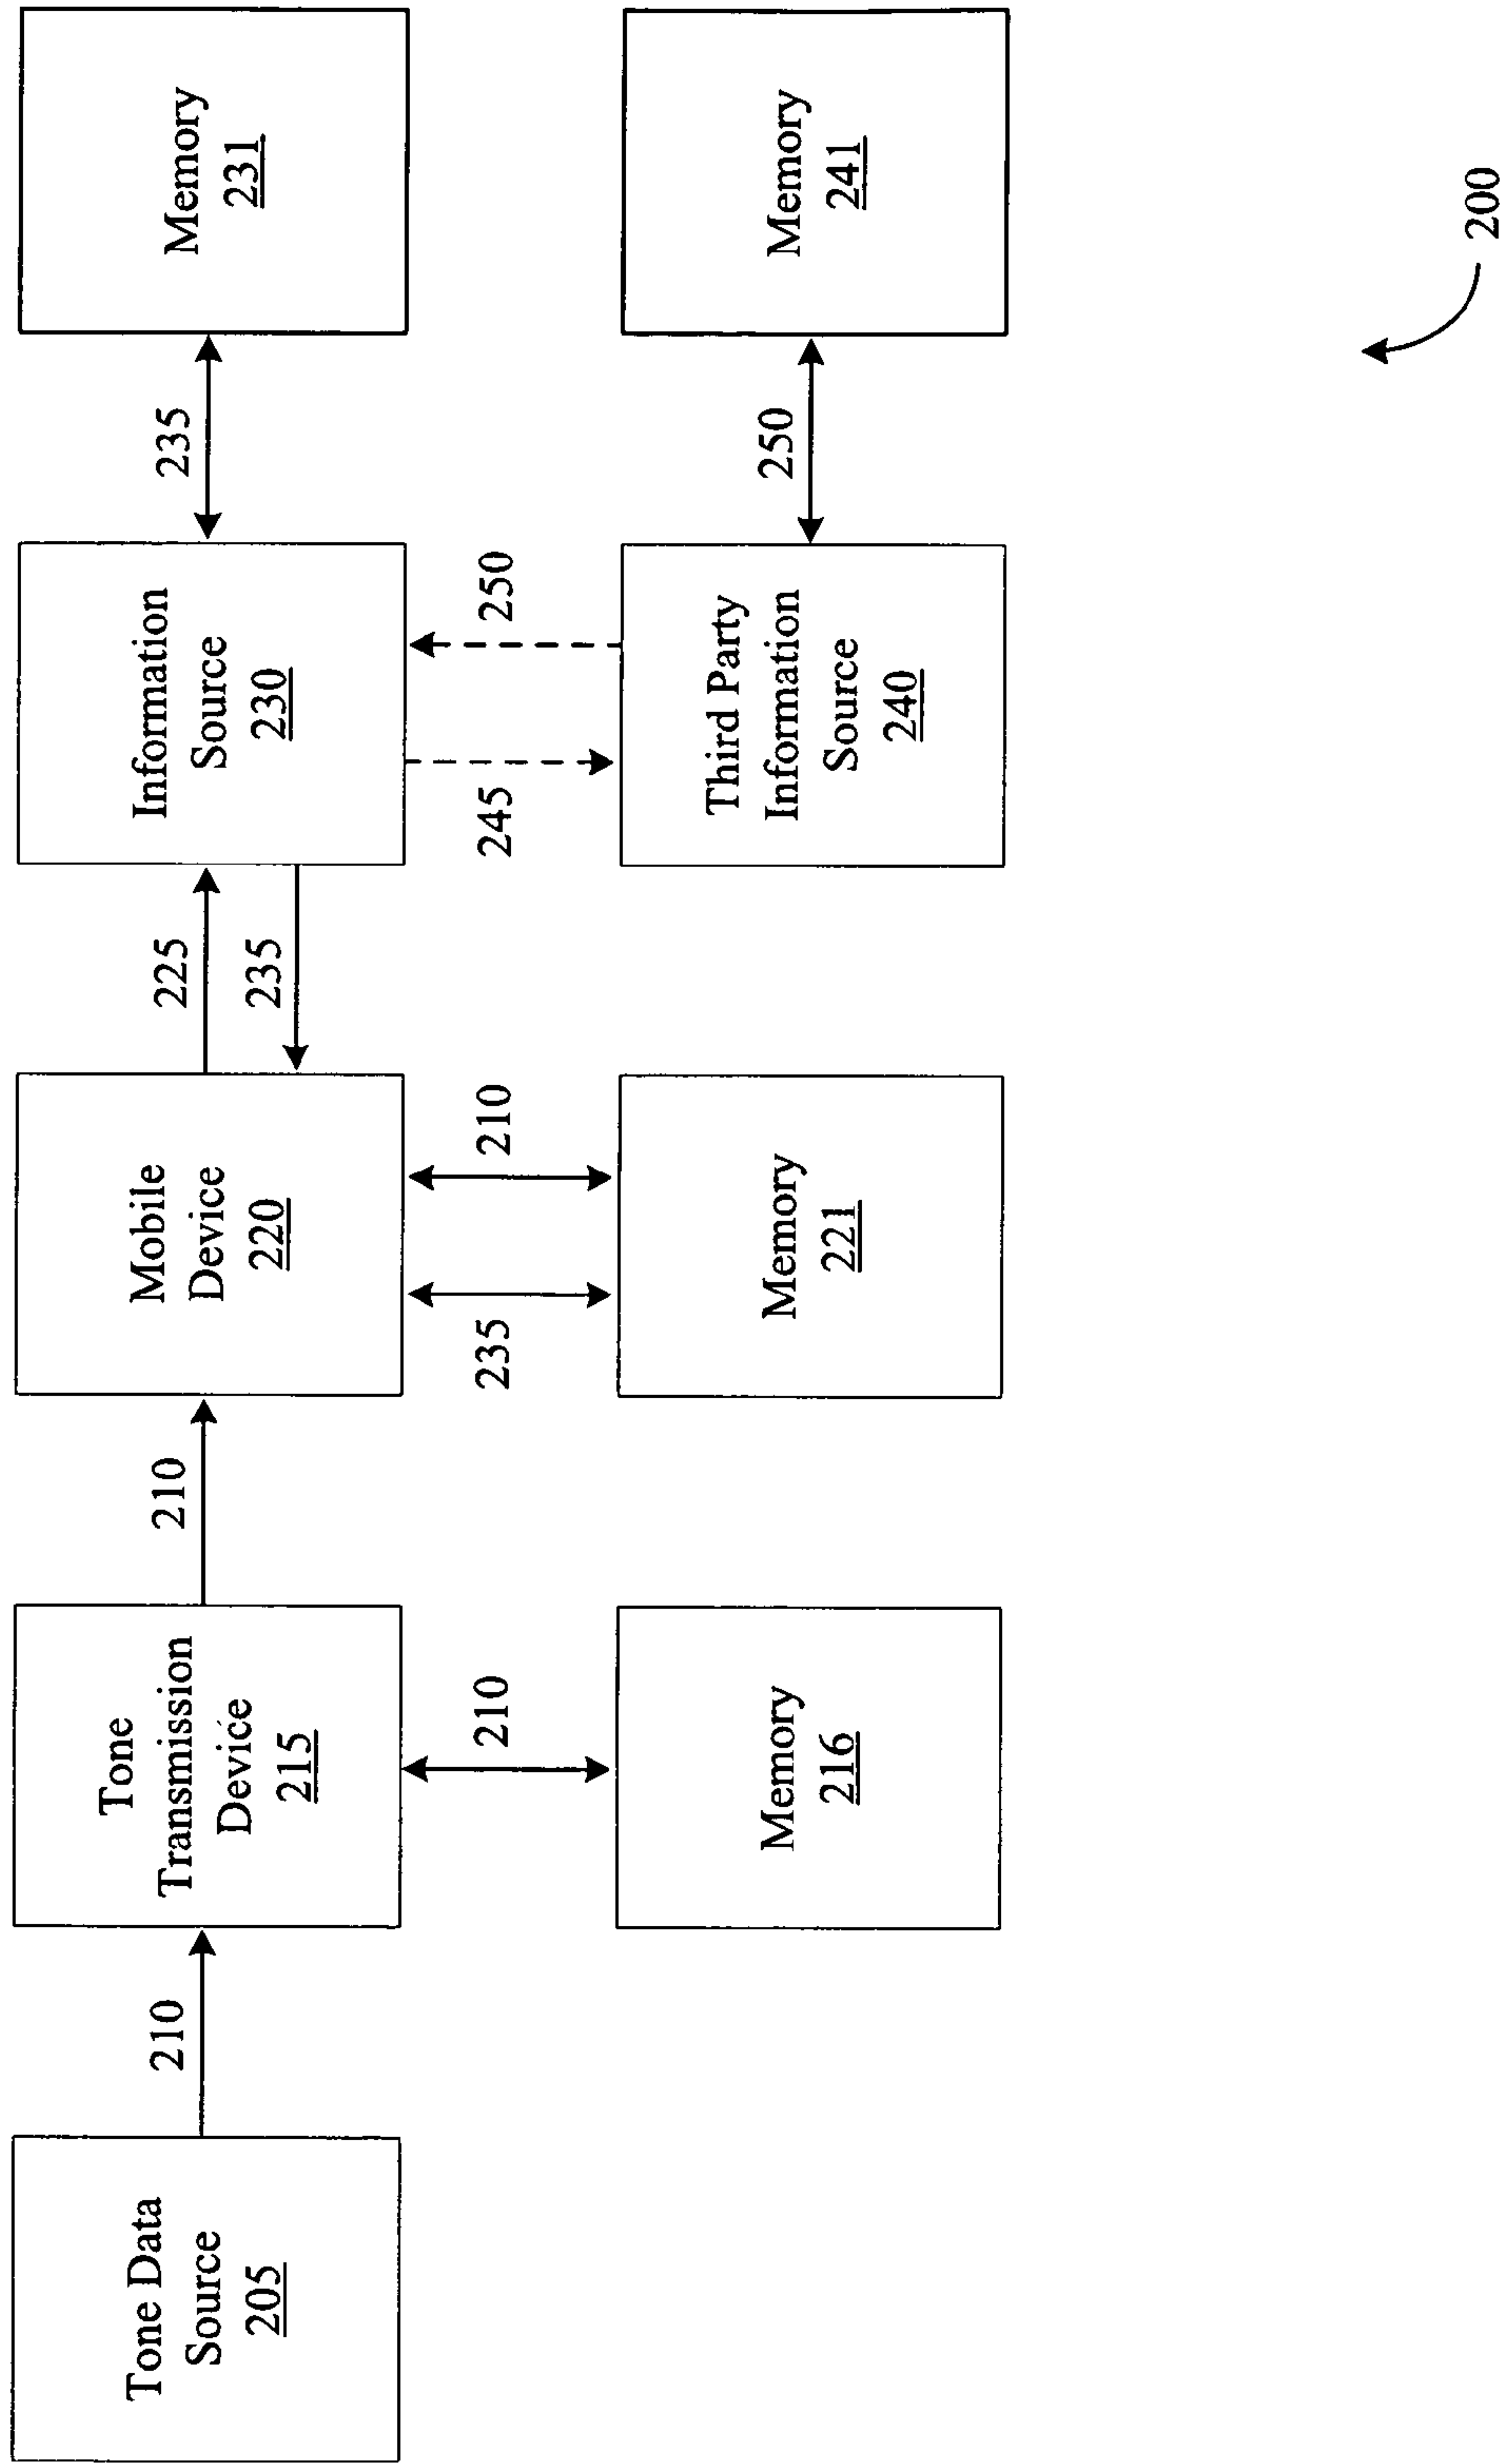 Tone Data
Source
205
210
Tone
Transmission
Device
215
210
Mobile
Device
220
225
235
Information
Source
230
235
Memory
231
210
Memory
216
235
210
Memory
221
245
250
Third Party
Information
Source
240
250
Memory
241
200